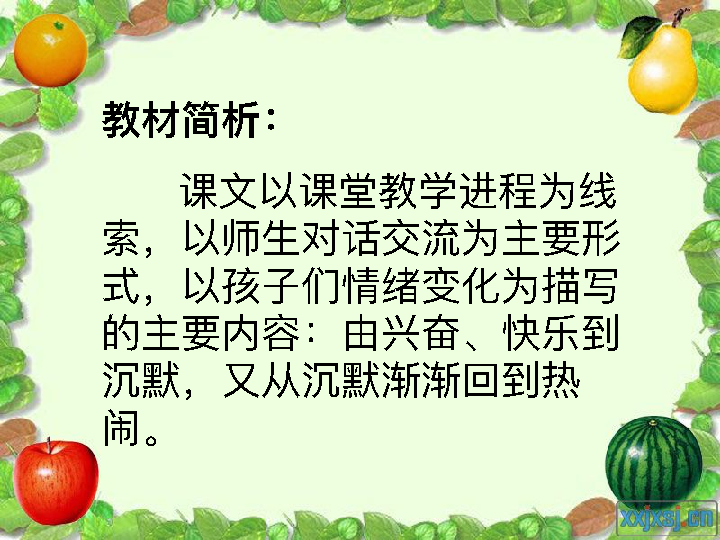 教材简析：
课文以课堂教学进程为线
索，以师生对话交流为主要形
式，以孩子们情绪变化为描写
的主要内容：由兴奋、快乐到
沉默，又从沉默渐渐回到热
闹。
xxjxsj.cn